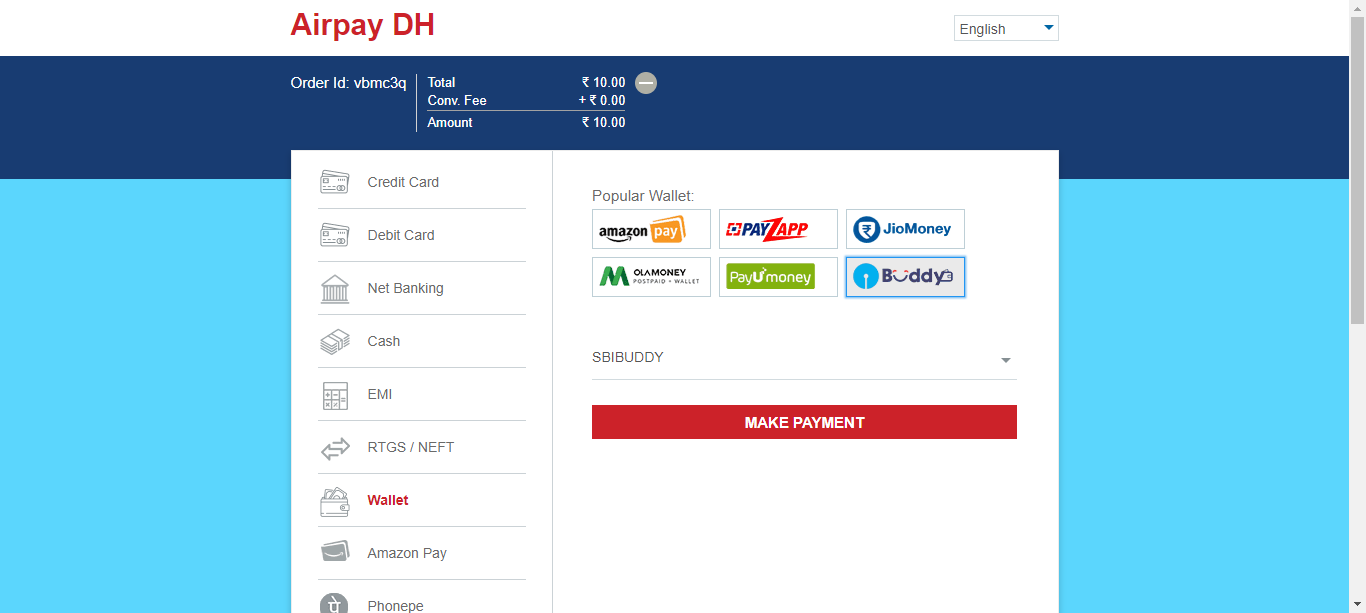 Airpay DH
English
Order Id: vbmc3q
Total ₹ 10.00
Conv. Fee + ₹ 0.00
Amount ₹ 10.00
Credit Card
Debit Card
Net Banking
Cash
EMI
RTGS / NEFT
Wallet
Amazon Pay
Phonepe
Popular Wallet:
amazon pay
PAYZAPP
JioMoney
OLAMONEY
POSTPAID + WALLET
PayUmoney
Buddy
SBIBUDDY
MAKE PAYMENT